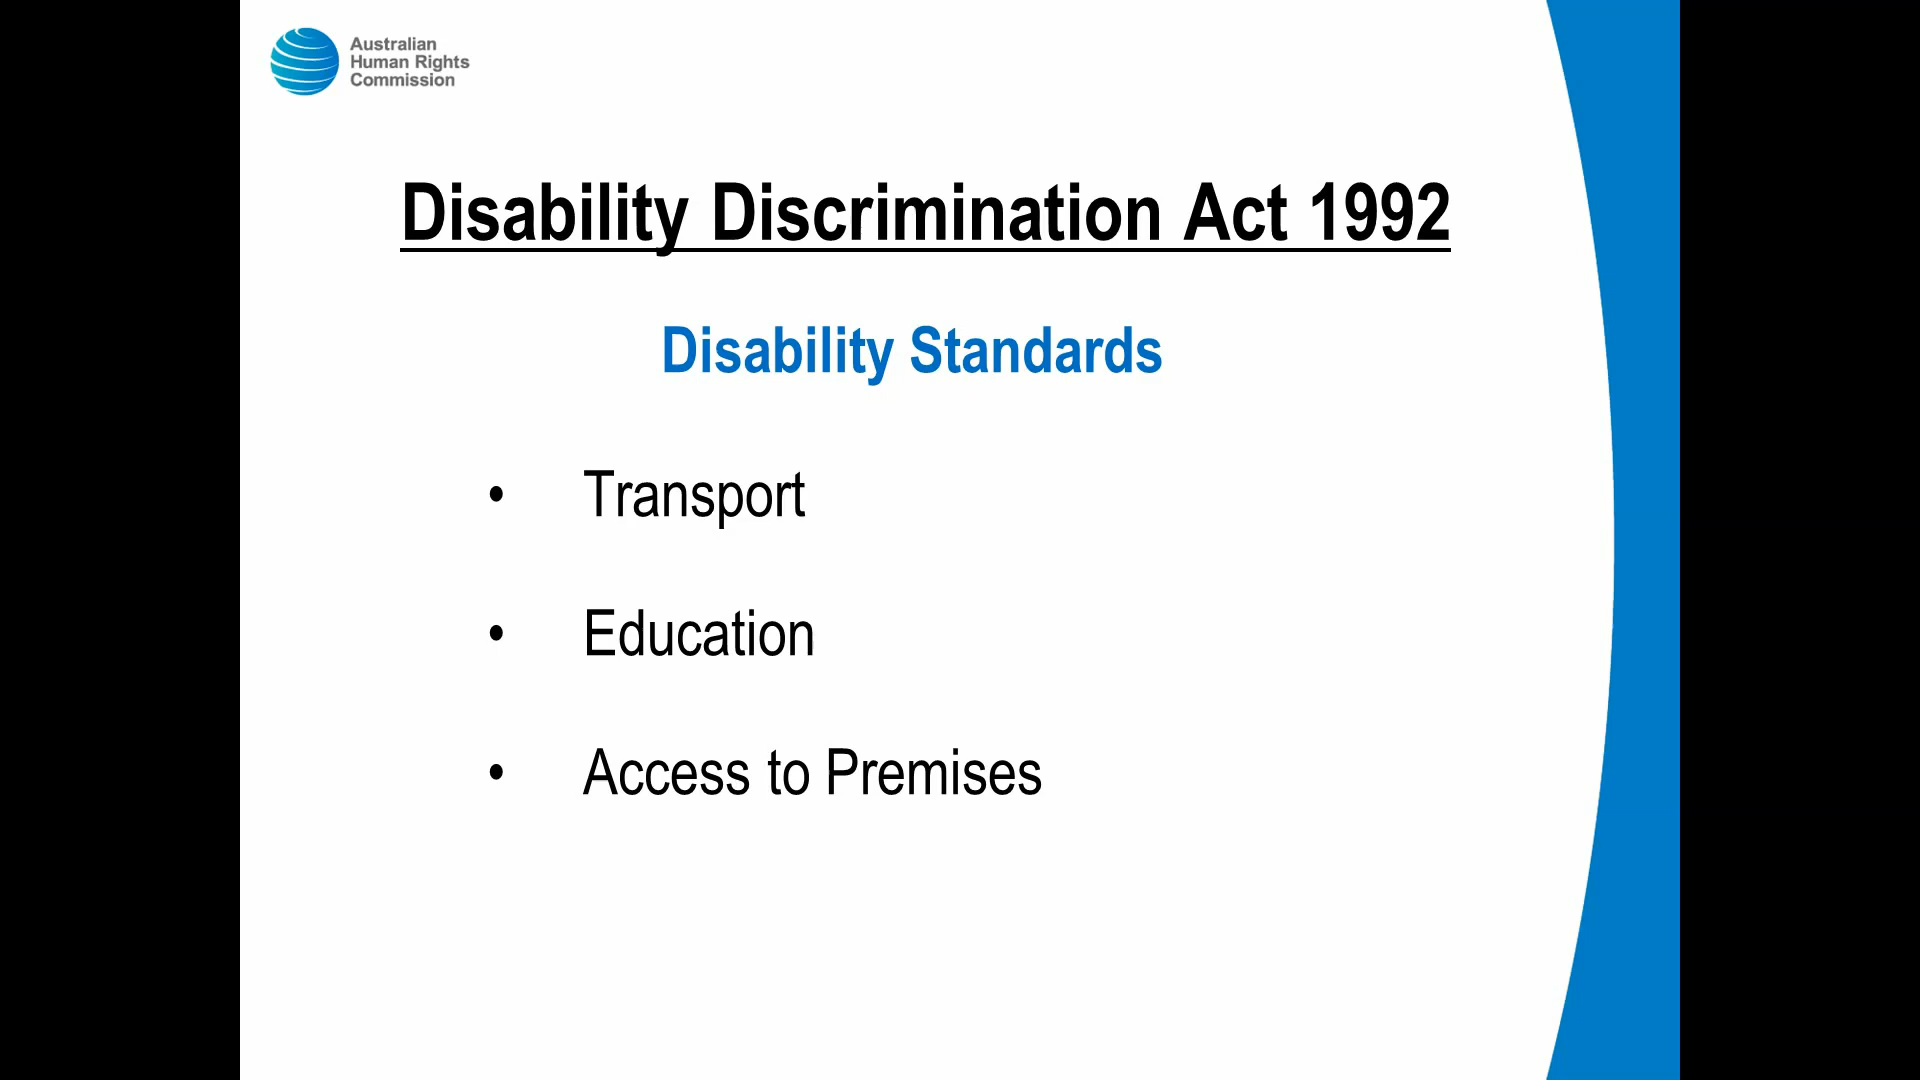 Australian
Human Rights
Commission
Disability Discrimination Act 1992
Disability Standards
• Transport
• Education
• Access to Premises